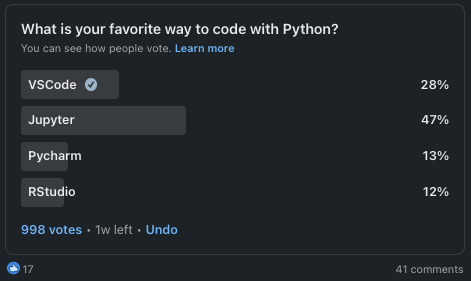 What is your favorite way to code with Python?
You can see how people vote. Learn more
VSCode 28%
Jupyter 47%
Pycharm 13%
RStudio 12%
998 votes • 1w left • Undo
17 41 comments